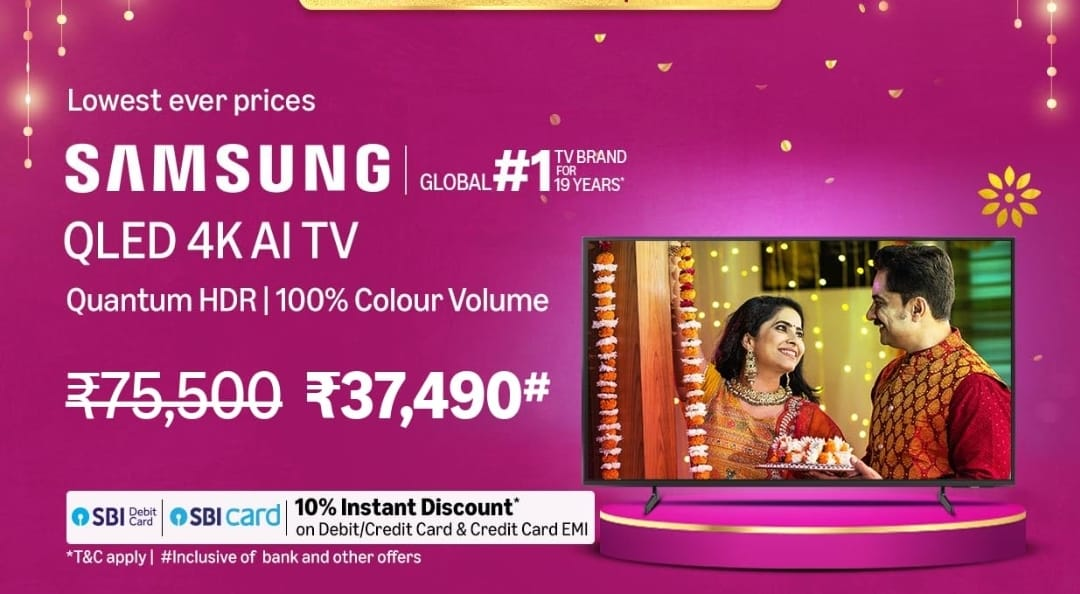 Lowest ever prices
SAMSUNG | GLOBAL #1 TV BRAND FOR 19 YEARS*
QLED 4K AI TV
Quantum HDR | 100% Colour Volume
₹75,500 ₹37,490#
SBI Debit Card | SBI card | 10% Instant Discount*
on Debit/Credit Card & Credit Card EMI
*T&C apply | #Inclusive of bank and other offers